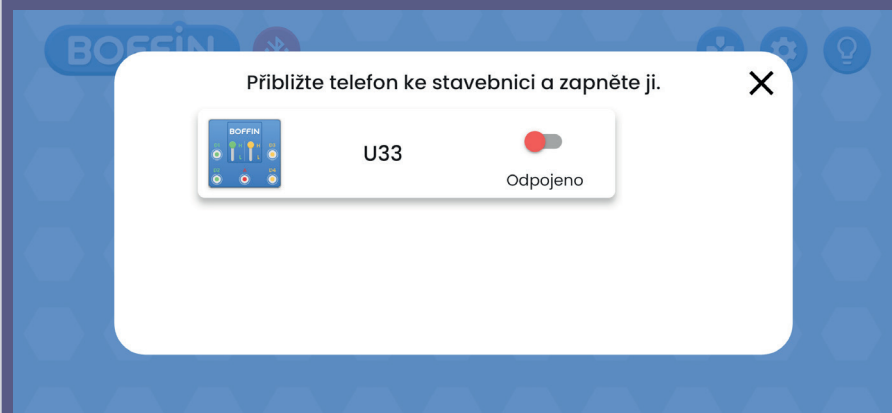 BOFFIN
Přibližte telefon ke stavebnici a zapněte ji.
BOFFIN
U33
Odpojeno